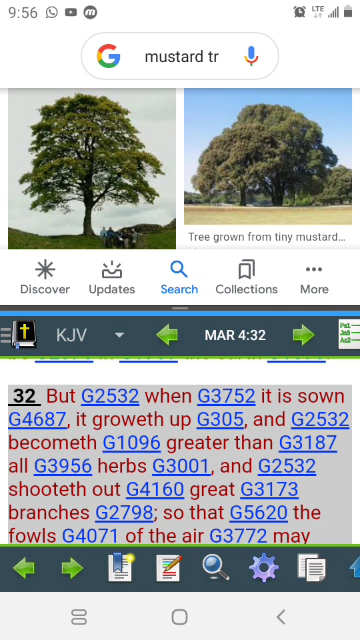 9:56
LTE
mustard tr
Tree grown from tiny mustard...
Discover Updates Search Collections More
KJV MAR 4:32
32 But G2532 when G3752 it is sown
G4687, it groweth up G305, and G2532
becometh G1096 greater than G3187
all G3956 herbs G3001, and G2532
shooteth out G4160 great G3173
branches G2798; so that G5620 the
fowls G4071 of the air G3772 may